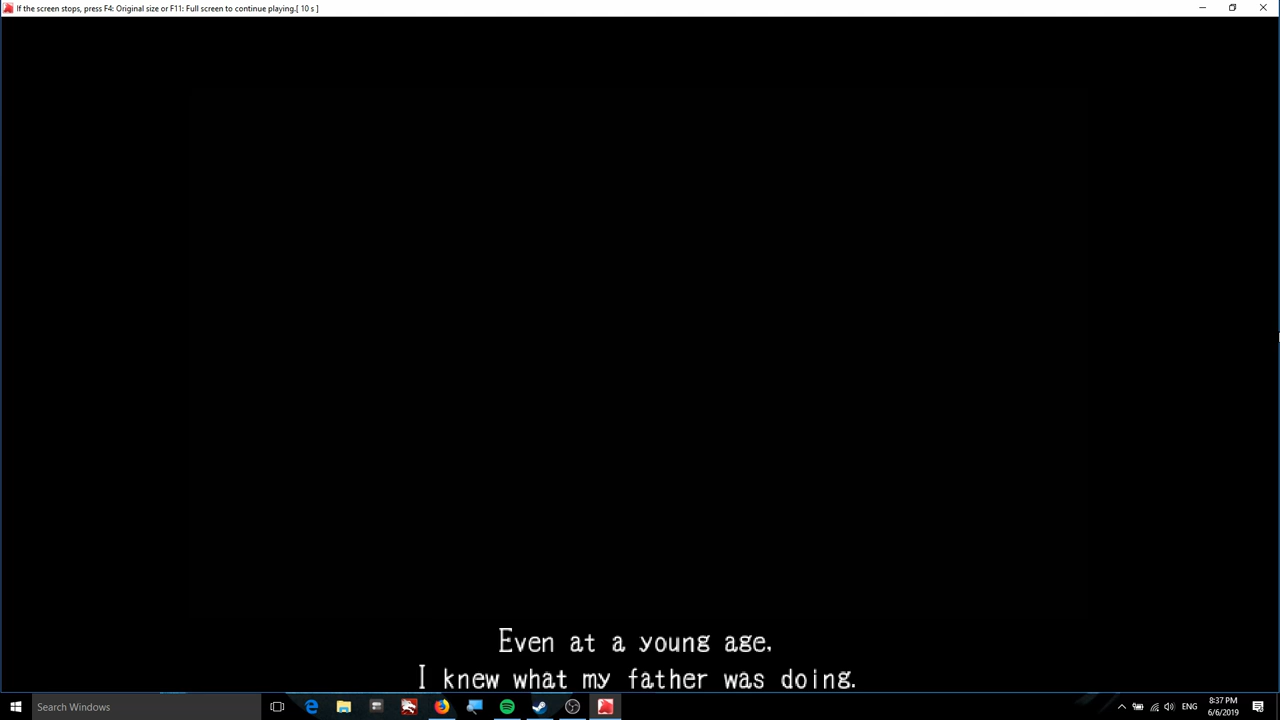 If the screen stops, press F4: Original size or F11: Full screen to continue playing.[ 10 s ]
Even at a young age,
I knew what my father was doing.
Search Windows
ENG
8:37 PM
6/6/2019